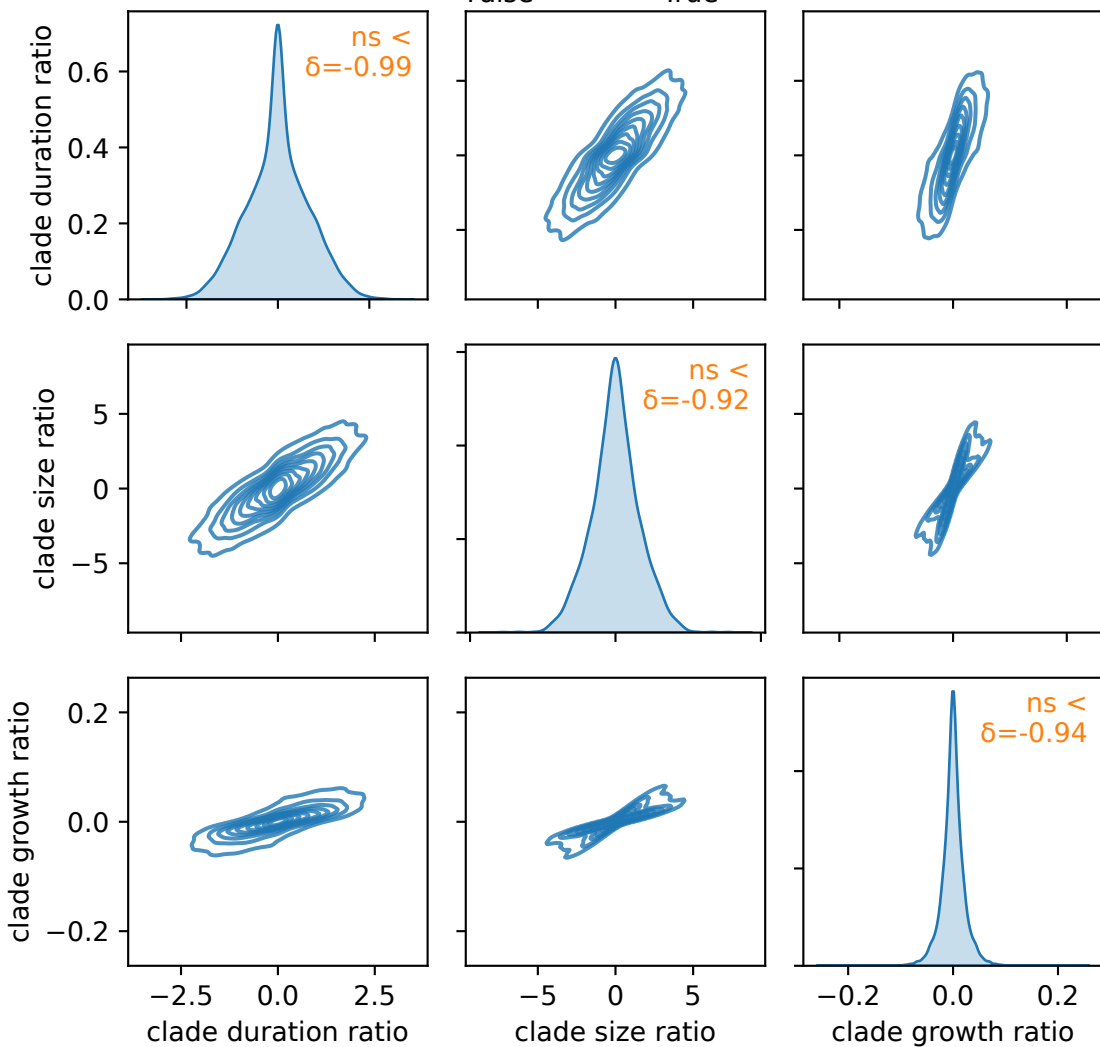 clade duration ratio
0.6
0.4
0.2
0.0
ns <
δ=-0.99
clade size ratio
5
0
−5
ns <
δ=-0.92
clade growth ratio
0.2
0.0
−0.2
ns <
δ=-0.94
−2.5 0.0 2.5
−5 0 5
−0.2 0.0 0.2
clade duration ratio
clade size ratio
clade growth ratio